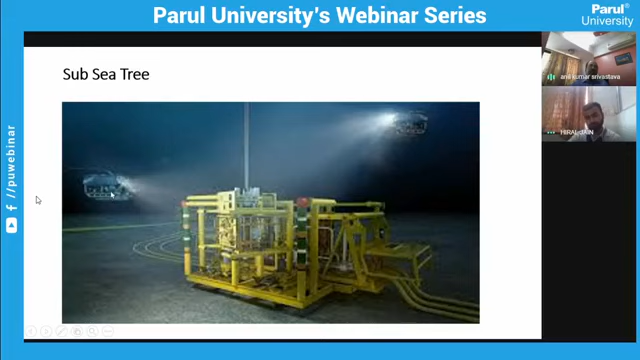 Parul University's Webinar Series
Parul
University
Sub Sea Tree
anil kumar srivastava
HIRAL JAIN
f //puwebinar